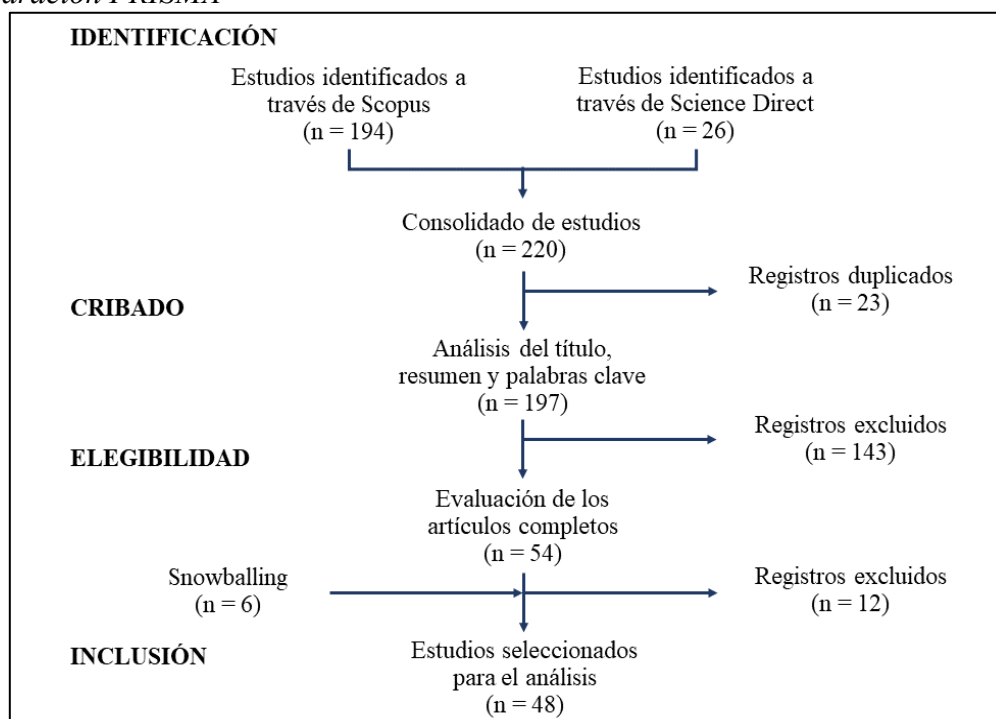 PRISMA
IDENTIFICACIÓN
Estudios identificados a
través de Scopus
(n = 194)
Estudios identificados a
través de Science Direct
(n = 26)
Consolidado de estudios
(n = 220)
Registros duplicados
(n = 23)
CRIBADO
Análisis del título,
resumen y palabras clave
(n = 197)
Registros excluidos
(n = 143)
ELEGIBILIDAD
Evaluación de los
artículos completos
(n = 54)
Snowballing
(n = 6)
Registros excluidos
(n = 12)
INCLUSIÓN
Estudios seleccionados
para el análisis
(n = 48)